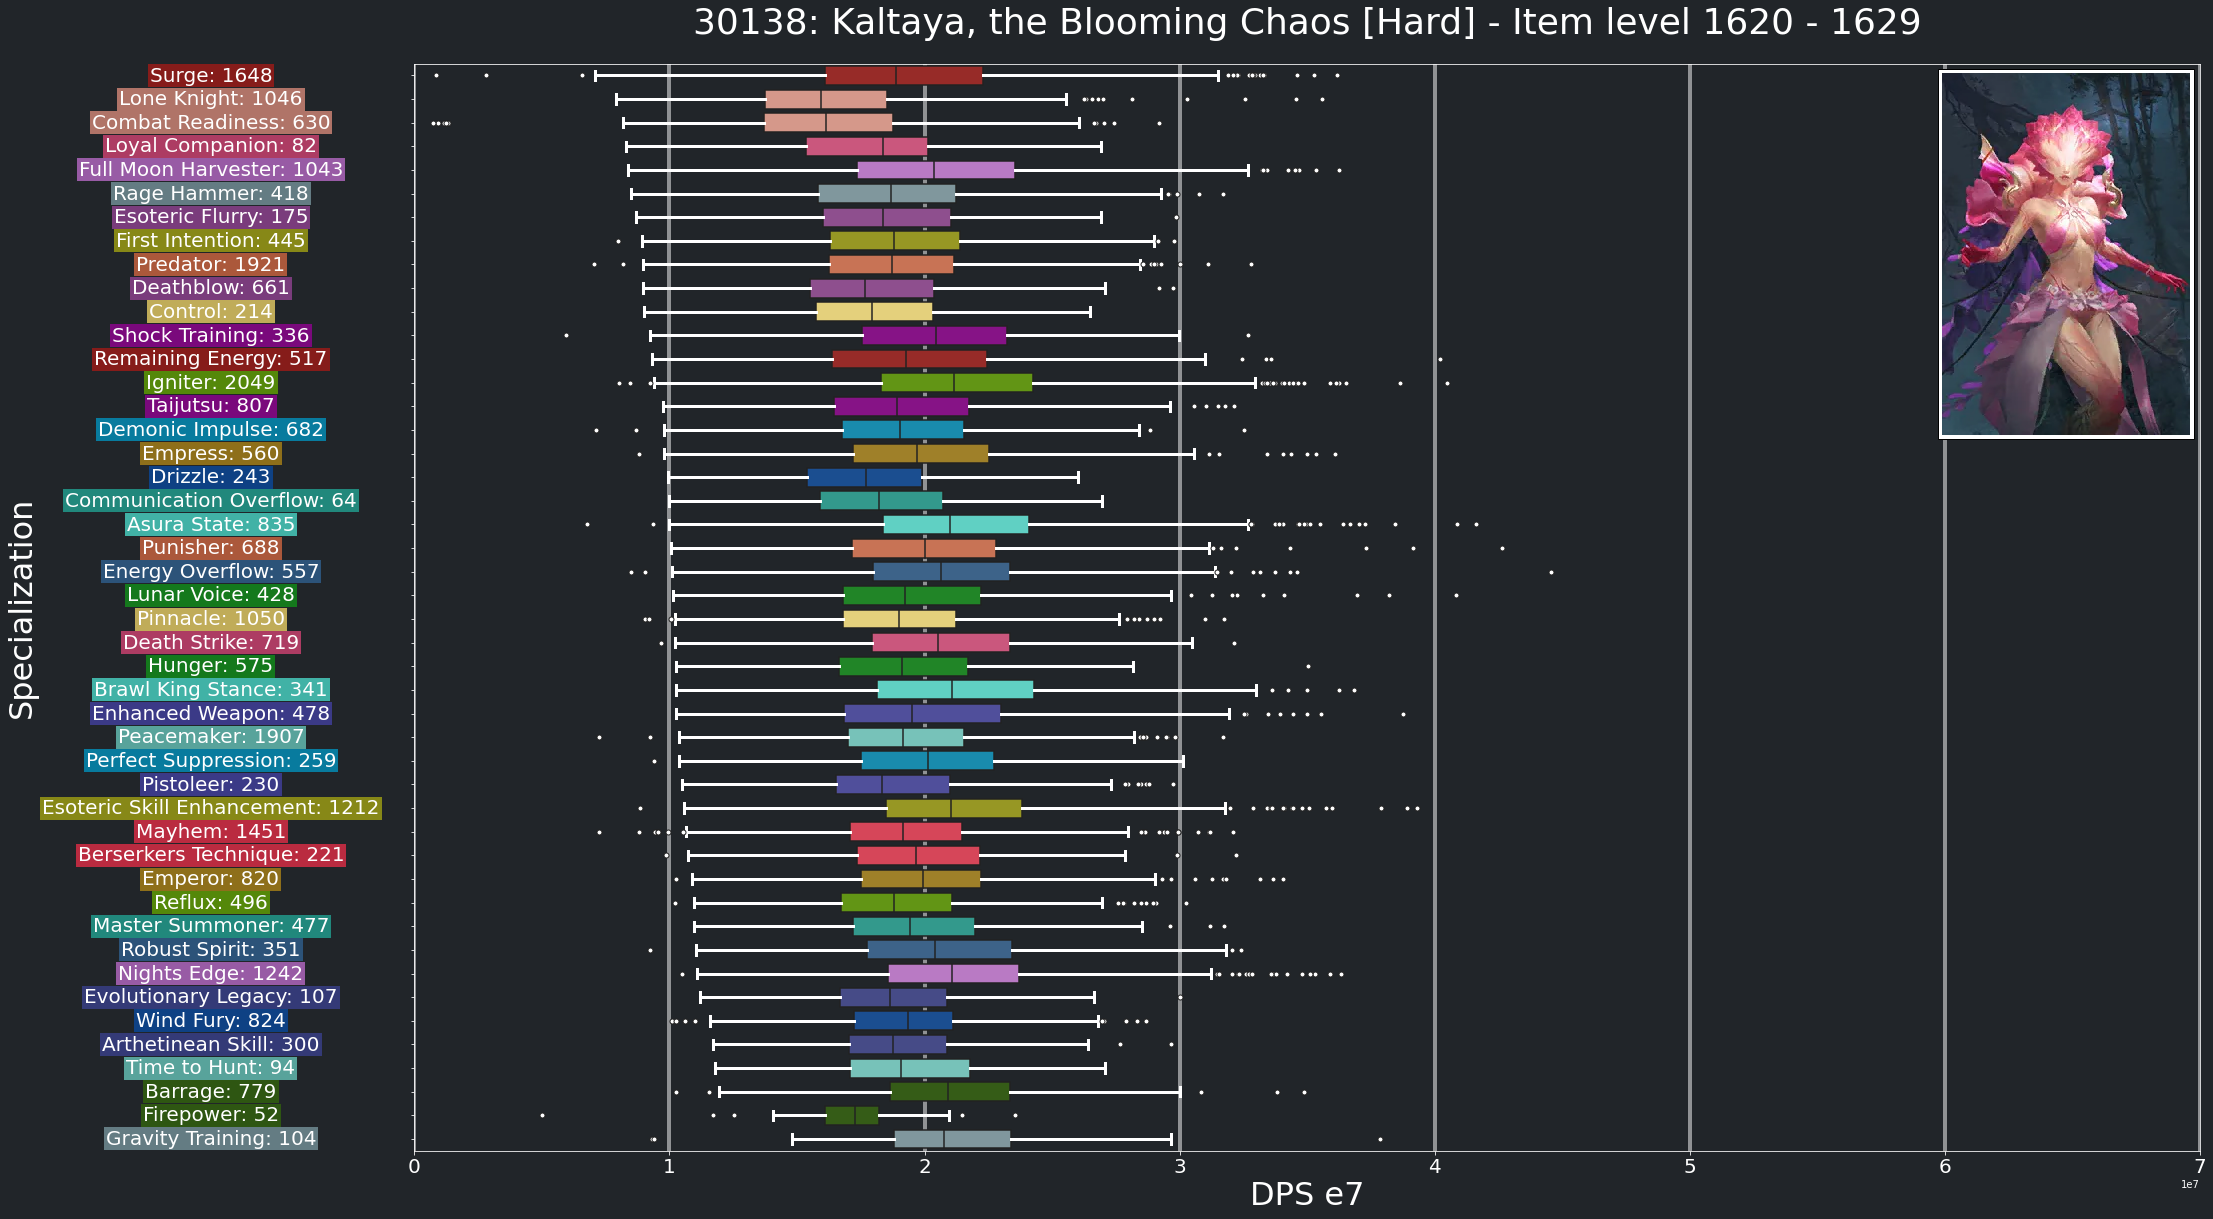 30138: Kaltaya, the Blooming Chaos [Hard] - Item level 1620 - 1629
Specialization
Surge: 1648
Lone Knight: 1046
Combat Readiness: 630
Loyal Companion: 82
Full Moon Harvester: 1043
Rage Hammer: 418
Esoteric Flurry: 175
First Intention: 445
Predator: 1921
Deathblow: 661
Control: 214
Shock Training: 336
Remaining Energy: 517
Igniter: 2049
Taijutsu: 807
Demonic Impulse: 682
Empress: 560
Drizzle: 243
Communication Overflow: 64
Asura State: 835
Punisher: 688
Energy Overflow: 557
Lunar Voice: 428
Pinnacle: 1050
Death Strike: 719
Hunger: 575
Brawl King Stance: 341
Enhanced Weapon: 478
Peacemaker: 1907
Perfect Suppression: 259
Pistoleer: 230
Esoteric Skill Enhancement: 1212
Mayhem: 1451
Berserkers Technique: 221
Emperor: 820
Reflux: 496
Master Summoner: 477
Robust Spirit: 351
Nights Edge: 1242
Evolutionary Legacy: 107
Wind Fury: 824
Arthetinean Skill: 300
Time to Hunt: 94
Barrage: 779
Firepower: 52
Gravity Training: 104
0 1 2 3 4 5 6 7
1e7
DPS e7